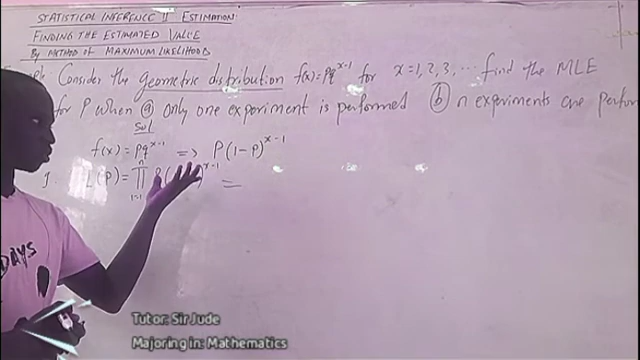 STATISTICAL INFERENCE II ESTIMATION:
FINDING THE ESTIMATED VALUE
BY METHOD OF MAXIMUM LIKELIHOOD
Consider the geometric distribution f(x)=pq^{x-1} for x=1,2,3,... find the MLE
for P when (a) only one experiment is performed (b) n experiments are perfor
Sol
f(x)=pq^{x-1} => P(1-P)^{x-1}
L(P)=∏ )^{x-1} =
DAYS
Tutor: Sir Jude
Majoring in: Mathematics